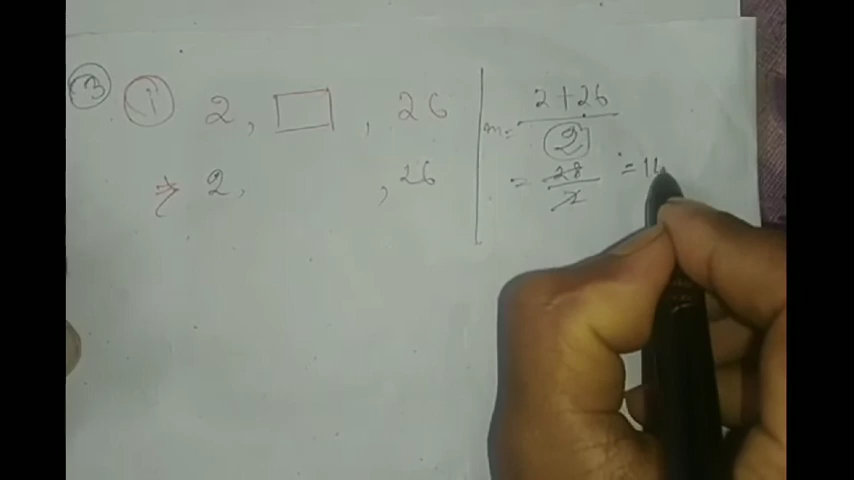 ③ ① 2, □, 26
⇒ 2, , 26
m = 2+26 / 2
= 28 / 2 = 14